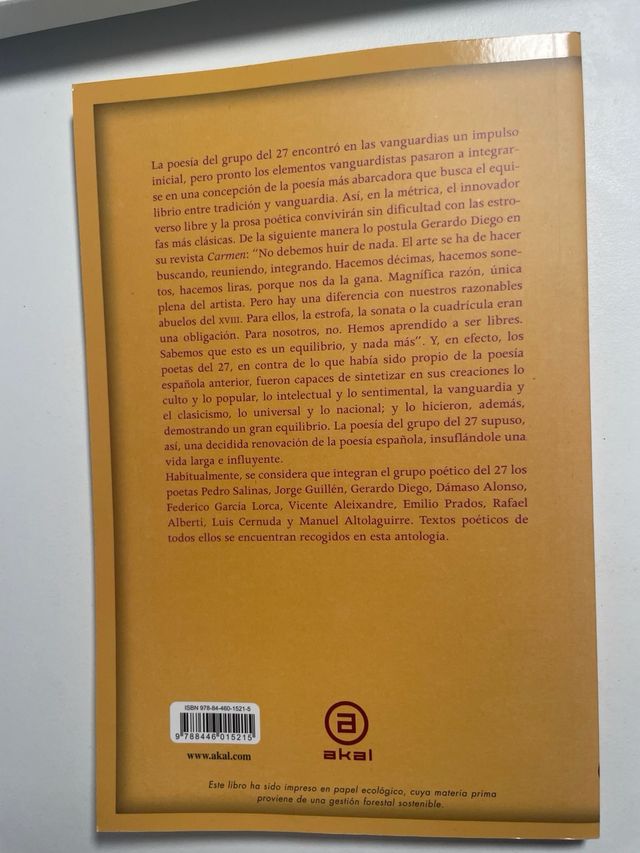 La poesía del grupo del 27 encontró en las vanguardias un impulso
inicial, pero pronto los elementos vanguardistas pasaron a integrar-
se en una concepción de la poesía más abarcadora que busca el equi-
librio entre tradición y vanguardia. Así, en la métrica, el innovador
verso libre y la prosa poética convivirán sin dificultad con las estro-
fas más clásicas. De la siguiente manera lo postula Gerardo Diego en
su revista Carmen: “No debemos huir de nada. El arte se ha de hacer
buscando, reuniendo, integrando. Hacemos décimas, hacemos sone-
tos, hacemos liras, porque nos da la gana. Magnífica razón, única
plena del artista. Pero hay una diferencia con nuestros razonables
abuelos del XVIII. Para ellos, la estrofa, la sonata o la cuadrícula eran
una obligación. Para nosotros, no. Hemos aprendido a ser libres.
Sabemos que esto es un equilibrio, y nada más”. Y, en efecto, los
poetas del 27, en contra de lo que había sido propio de la poesía
española anterior, fueron capaces de sintetizar en sus creaciones lo
culto y lo popular, lo intelectual y lo sentimental, la vanguardia y
el clasicismo, lo universal y lo nacional; y lo hicieron, además,
demostrando un gran equilibrio. La poesía del grupo del 27 supuso,
así, una decidida renovación de la poesía española, insuflándole una
vida larga e influyente.
Habitualmente, se considera que integran el grupo poético del 27 los
poetas Pedro Salinas, Jorge Guillén, Gerardo Diego, Dámaso Alonso,
Federico García Lorca, Vicente Aleixandre, Emilio Prados, Rafael
Alberti, Luis Cernuda y Manuel Altolaguirre. Textos poéticos de
todos ellos se encuentran recogidos en esta antología.
ISBN 978-84-460-1521-5
9 788446 015215
www.akal.com
a
akal
Este libro ha sido impreso en papel ecológico, cuya materia prima
proviene de una gestión forestal sostenible.